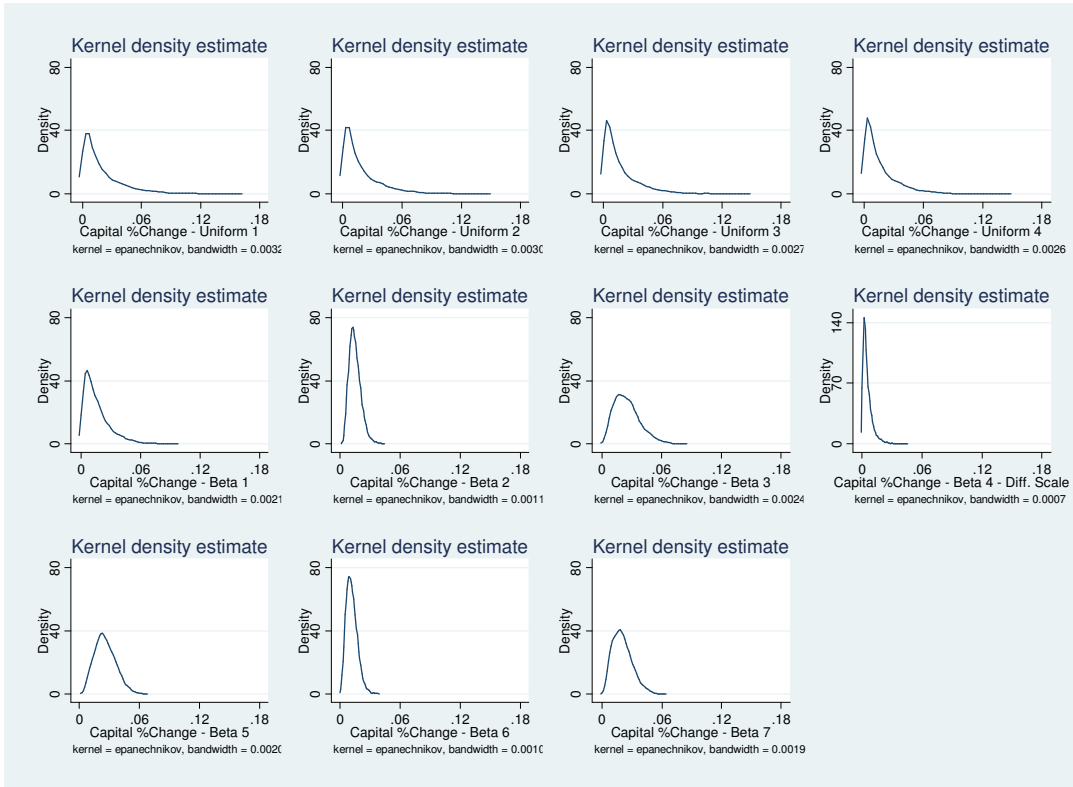 Kernel density estimate
80
40
0
Density
0 .06 .12 .18
Capital %Change - Uniform 1
kernel = epanechnikov, bandwidth = 0.0032
Kernel density estimate
80
40
0
Density
0 .06 .12 .18
Capital %Change - Uniform 2
kernel = epanechnikov, bandwidth = 0.0030
Kernel density estimate
80
40
0
Density
0 .06 .12 .18
Capital %Change - Uniform 3
kernel = epanechnikov, bandwidth = 0.0027
Kernel density estimate
80
40
0
Density
0 .06 .12 .18
Capital %Change - Uniform 4
kernel = epanechnikov, bandwidth = 0.0026
Kernel density estimate
80
40
0
Density
0 .06 .12 .18
Capital %Change - Beta 1
kernel = epanechnikov, bandwidth = 0.0021
Kernel density estimate
80
40
0
Density
0 .06 .12 .18
Capital %Change - Beta 2
kernel = epanechnikov, bandwidth = 0.0011
Kernel density estimate
80
40
0
Density
0 .06 .12 .18
Capital %Change - Beta 3
kernel = epanechnikov, bandwidth = 0.0024
Kernel density estimate
140
70
0
Density
0 .06 .12 .18
Capital %Change - Beta 4 - Diff. Scale
kernel = epanechnikov, bandwidth = 0.0007
Kernel density estimate
80
40
0
Density
0 .06 .12 .18
Capital %Change - Beta 5
kernel = epanechnikov, bandwidth = 0.0020
Kernel density estimate
80
40
0
Density
0 .06 .12 .18
Capital %Change - Beta 6
kernel = epanechnikov, bandwidth = 0.0010
Kernel density estimate
80
40
0
Density
0 .06 .12 .18
Capital %Change - Beta 7
kernel = epanechnikov, bandwidth = 0.0019